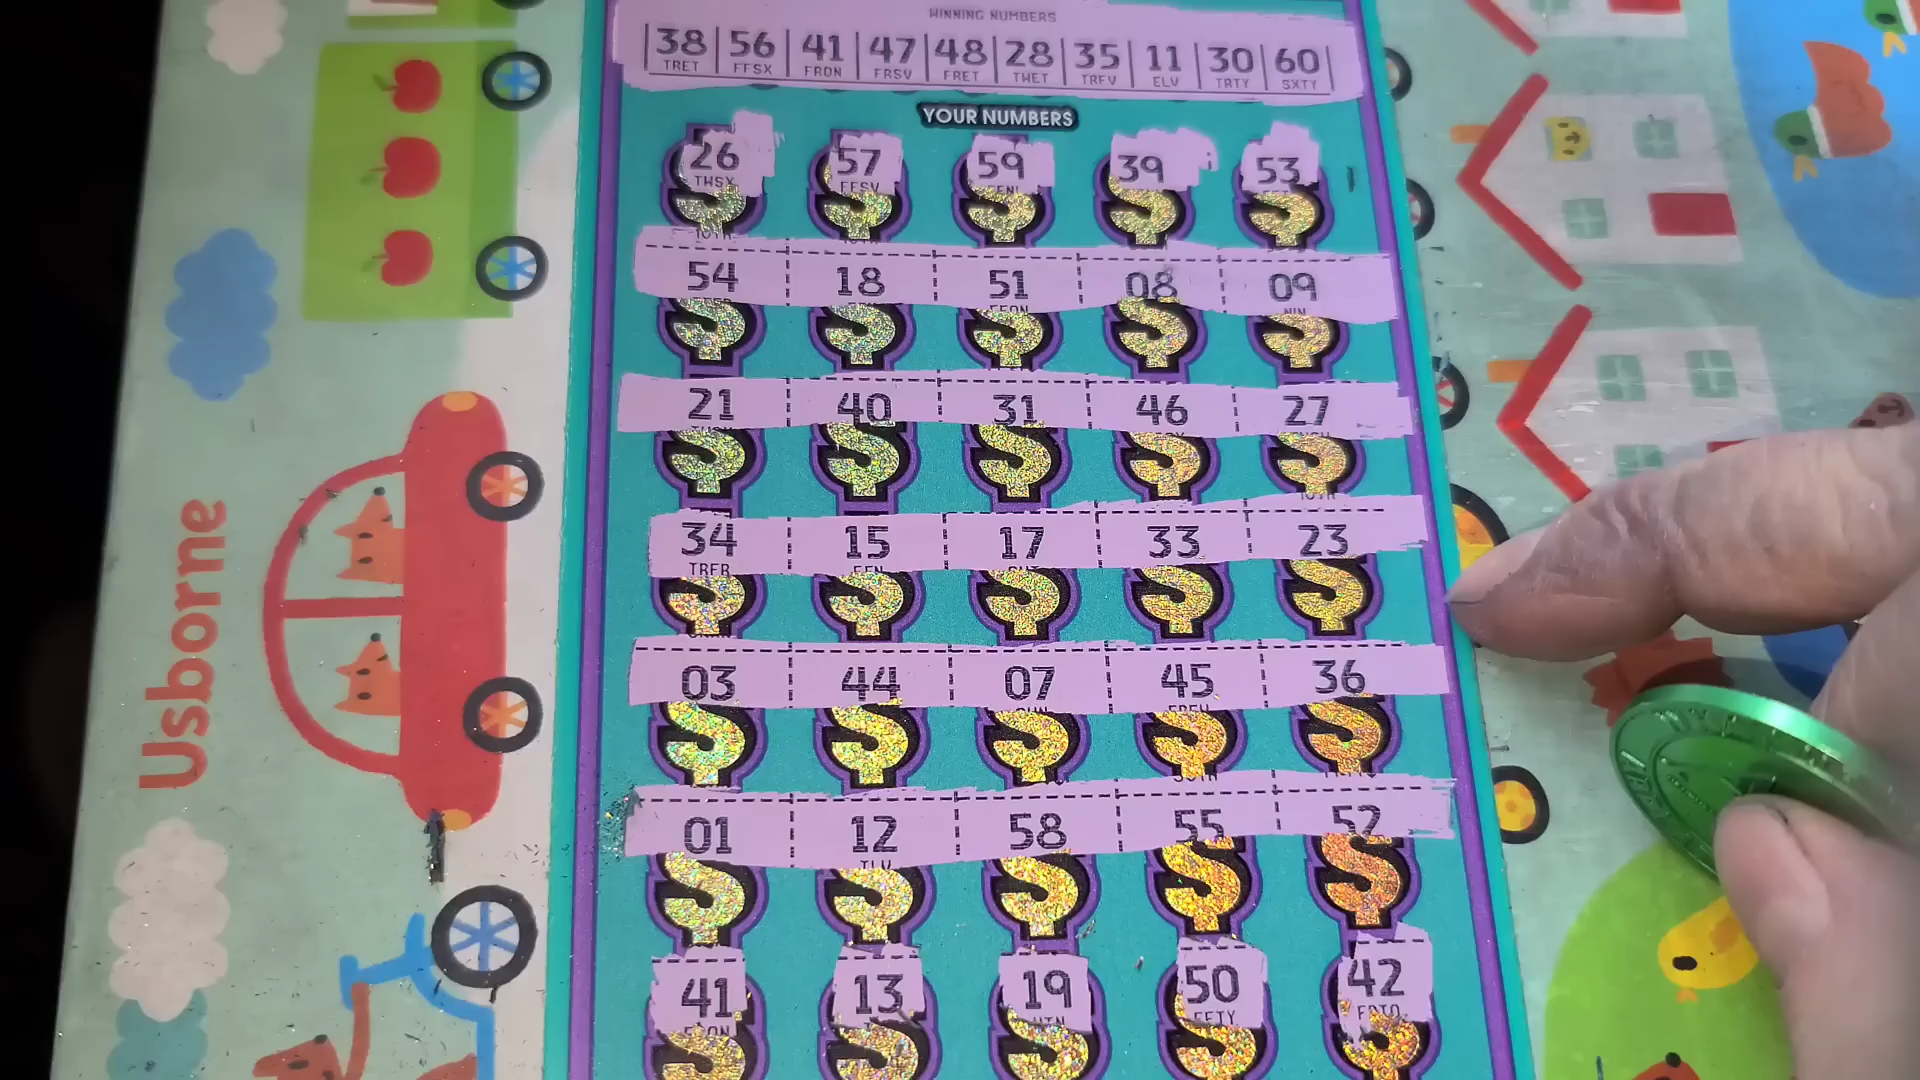 WINNING NUMBERS
38 56 41 47 48 28 35 11 30 60
TRET FFSX FRON FRSV FRET TWET TRFV ELV TRTY SXTY
YOUR NUMBERS
26 57 59 39 53
TWSX FFSV
54 18 51 08 09
21 40 31 46 27
34 15 17 33 23
TRFR
03 44 07 45 36
01 12 58 55 52
41 13 19 50 42
Usborne